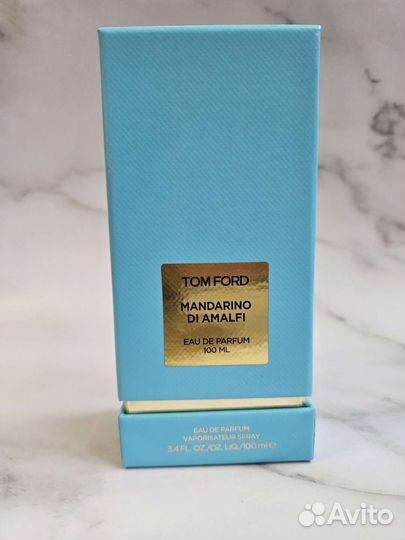 TOM FORD
MANDARINO
DI AMALFI
EAU DE PARFUM
100 ML
EAU DE PARFUM
VAPORISATEUR SPRAY
3.4 FL. OZ./OZ. LIQ./100 ml ℮
Avito